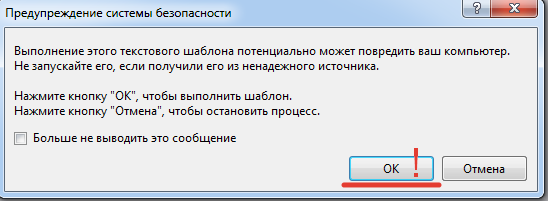 Предупреждение системы безопасности
Выполнение этого текстового шаблона потенциально может повредить ваш компьютер.
Не запускайте его, если получили его из ненадежного источника.
Нажмите кнопку "ОК", чтобы выполнить шаблон.
Нажмите кнопку "Отмена", чтобы остановить процесс.
Больше не выводить это сообщение
ОК ! Отмена